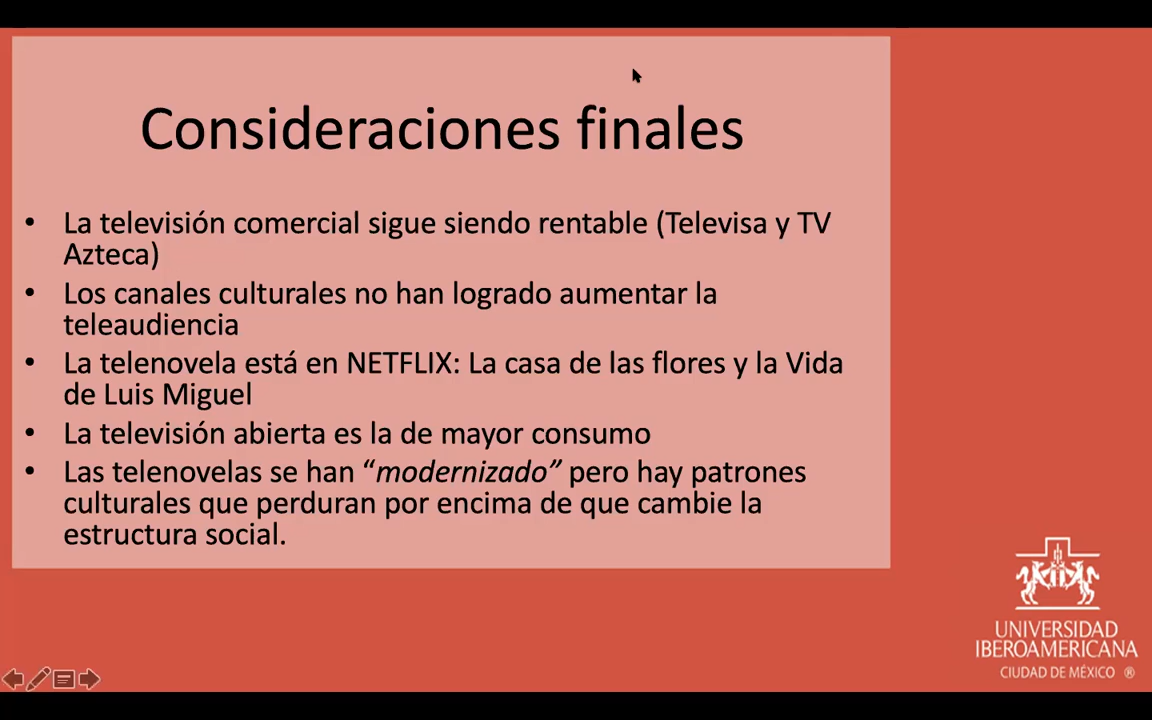 Consideraciones finales
• La televisión comercial sigue siendo rentable (Televisa y TV
Azteca)
• Los canales culturales no han logrado aumentar la
teleaudiencia
• La telenovela está en NETFLIX: La casa de las flores y la Vida
de Luis Miguel
• La televisión abierta es la de mayor consumo
• Las telenovelas se han “modernizado” pero hay patrones
culturales que perduran por encima de que cambie la
estructura social.
UNIVERSIDAD
IBEROAMERICANA
CIUDAD DE MÉXICO ®